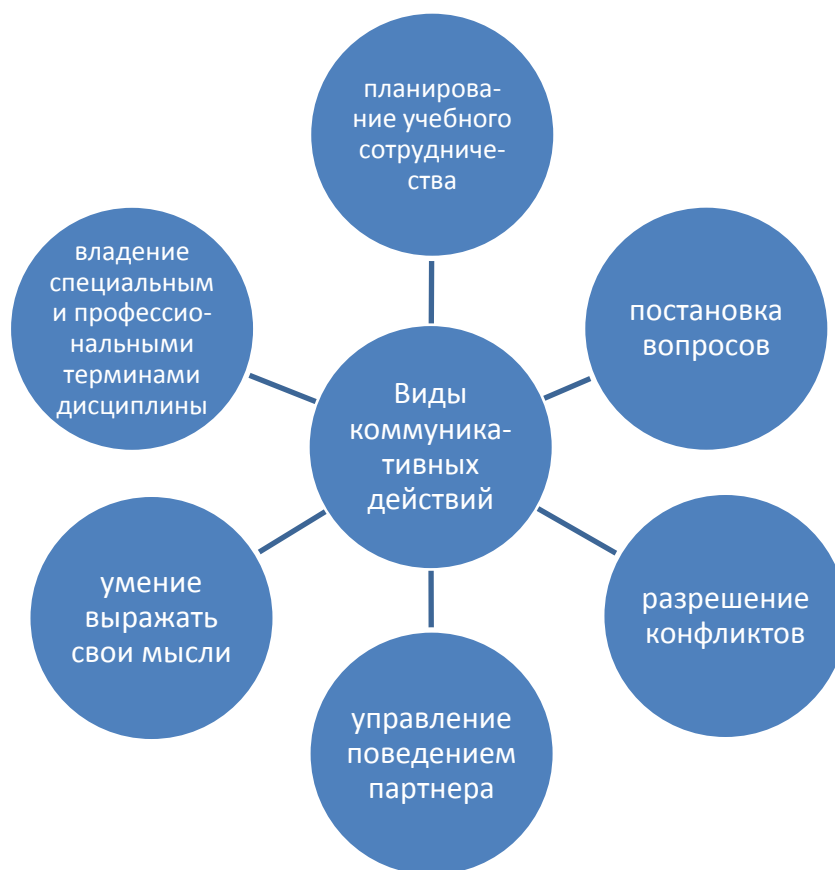 планирова-
ние учебного
сотрудниче-
ства
владение
специальным
и профессио-
нальными
терминами
дисциплины
постановка
вопросов
Виды
коммуника-
тивных
действий
умение
выражать
свои мысли
разрешение
конфликтов
управление
поведением
партнера